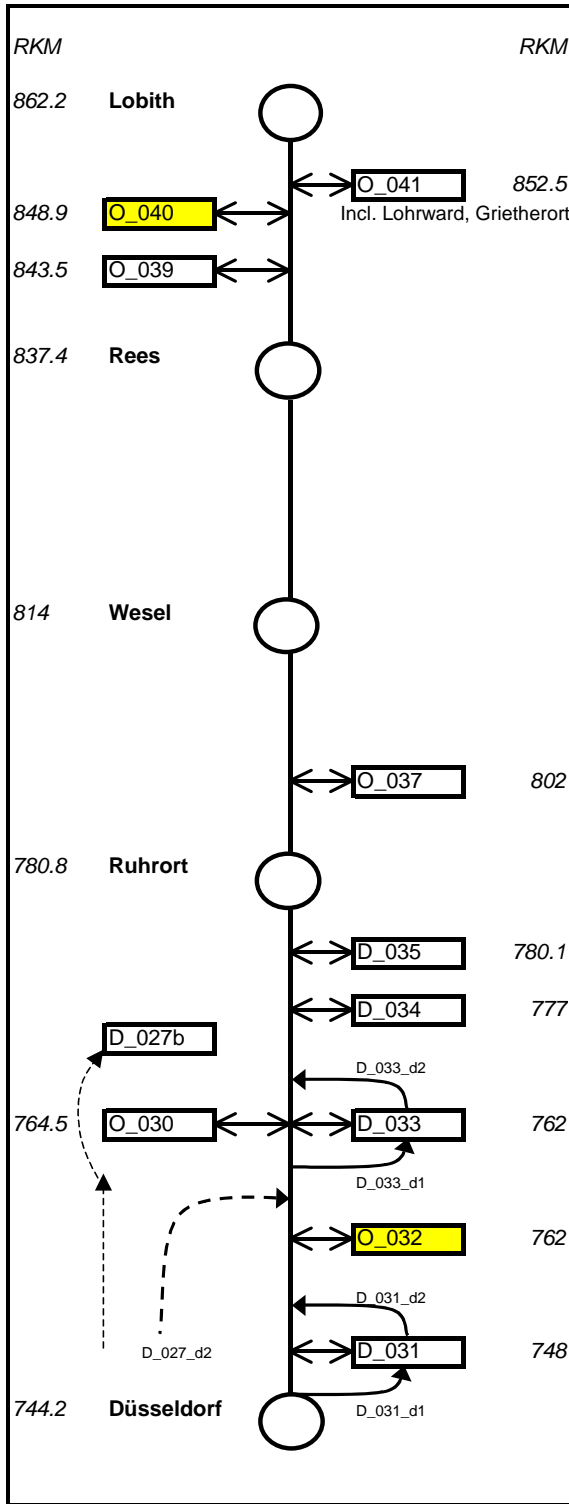 RKM RKM
862.2 Lobith
O_041 852.5
848.9 O_040 Incl. Lohrward, Grietherort
843.5 O_039
837.4 Rees
814 Wesel
O_037 802
780.8 Ruhrort
D_035 780.1
D_034 777
D_027b
D_033_d2
764.5 O_030 D_033 762
D_033_d1
O_032 762
D_031_d2
D_027_d2 D_031 748
744.2 Düsseldorf D_031_d1